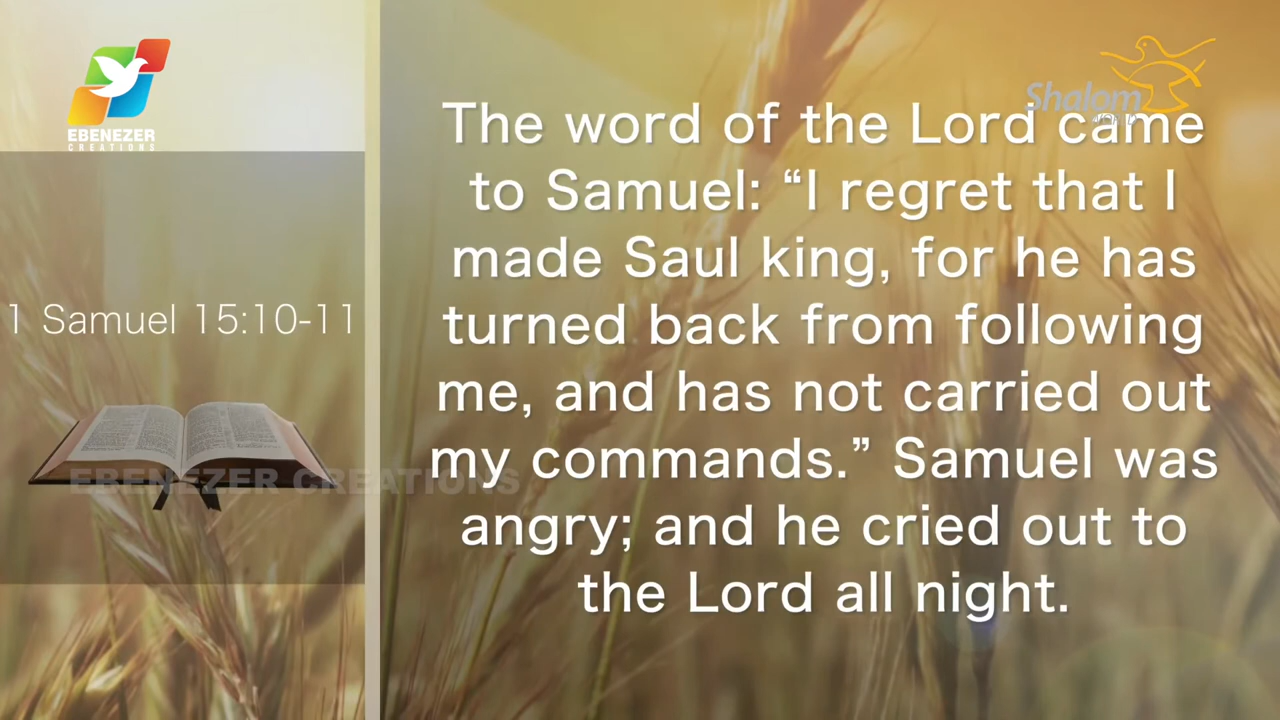 EBENEZER
CREATIONS
Shalom
WORLD
The word of the Lord came
to Samuel: “I regret that I
made Saul king, for he has
turned back from following
me, and has not carried out
my commands.” Samuel was
angry; and he cried out to
the Lord all night.
1 Samuel 15:10-11
EBENEZER CREATIONS